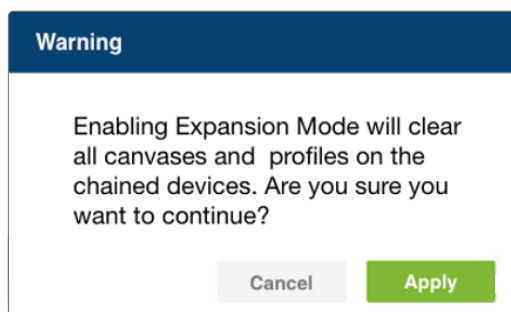 Warning
Enabling Expansion Mode will clear
all canvases and  profiles on the
chained devices. Are you sure you
want to continue?
Cancel
Apply